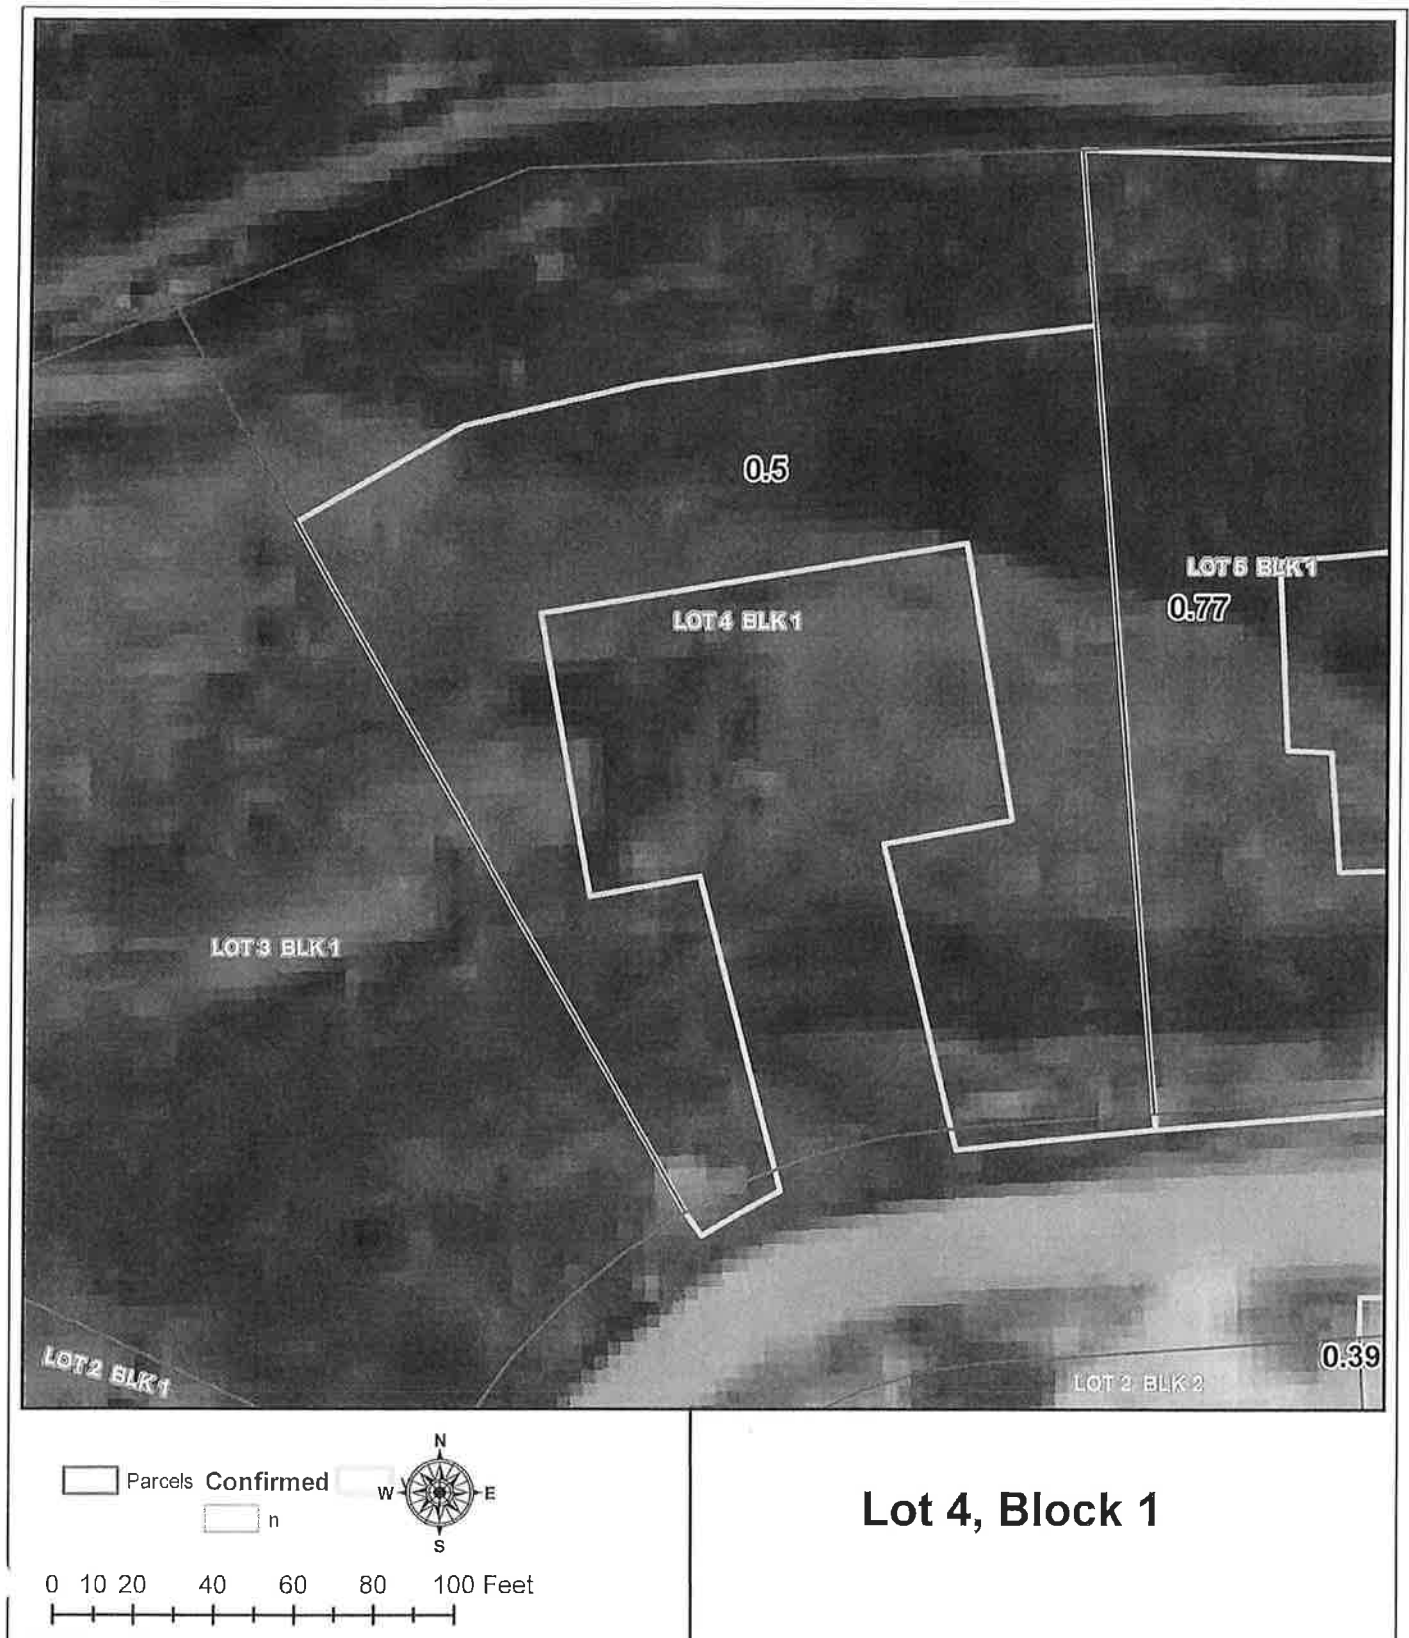 0.5
LOT 5 BLK 1
0.77
LOT 4 BLK 1
LOT 3 BLK 1
LOT 2 BLK 1
0.39
LOT 2 BLK 2
N
Parcels Confirmed
W E
n
S
0 10 20 40 60 80 100 Feet
Lot 4, Block 1